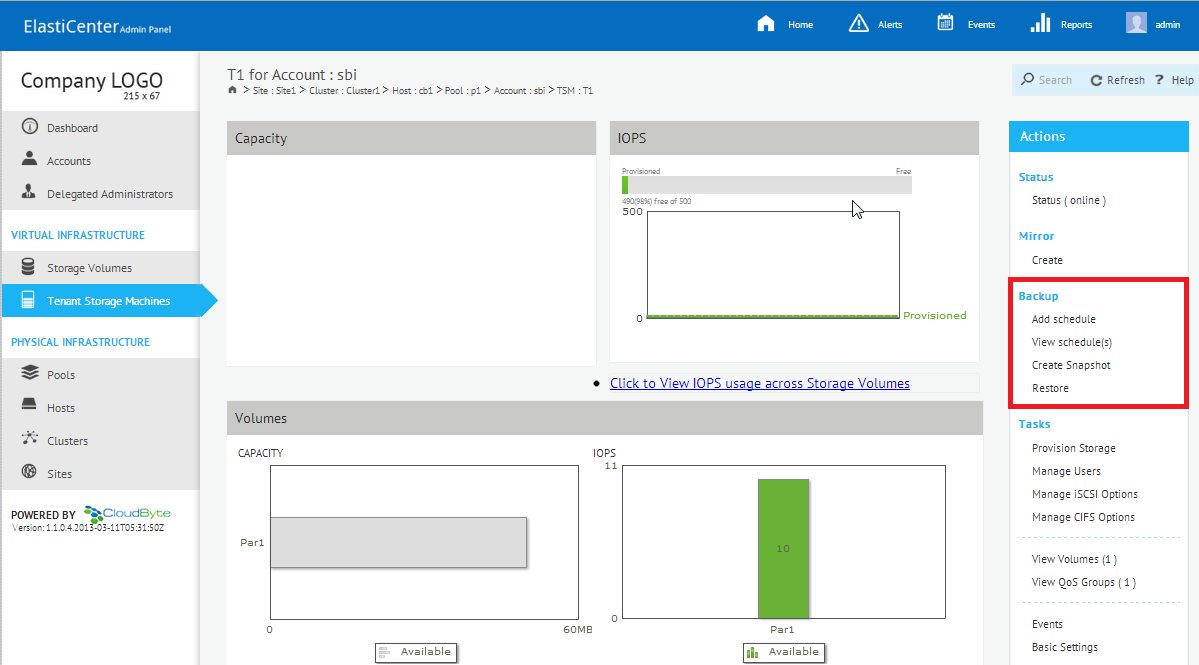 ElastiCenter Admin Panel
Home
Alerts
Events
Reports
admin
Company LOGO
215 x 67
Dashboard
Accounts
Delegated Administrators
VIRTUAL INFRASTRUCTURE
Storage Volumes
Tenant Storage Machines
PHYSICAL INFRASTRUCTURE
Pools
Hosts
Clusters
Sites
POWERED BY CloudByte
Version: 1.1.0.4.2013-03-11T05:31:50Z
T1 for Account : sbi
> Site : Site1 > Cluster : Cluster1 > Host : cb1 > Pool : p1 > Account : sbi > TSM : T1
Search
Refresh
? Help
Capacity
IOPS
Provisioned
Free
490(98%) free of 500
500
0
Provisioned
• Click to View IOPS usage across Storage Volumes
Volumes
CAPACITY
Par1
0
60MB
Available
IOPS
11
10
0
Par1
Available
Actions
Status
Status ( online )
Mirror
Create
Backup
Add schedule
View schedule(s)
Create Snapshot
Restore
Tasks
Provision Storage
Manage Users
Manage iSCSI Options
Manage CIFS Options
View Volumes (1 )
View QoS Groups ( 1 )
Events
Basic Settings